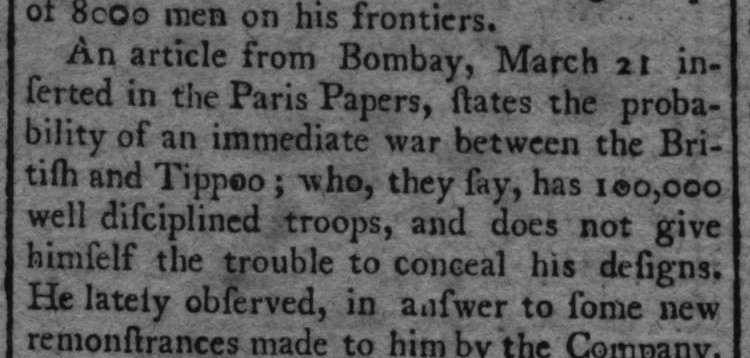 of 8000 men on his frontiers.
An article from Bombay, March 21 in-
ſerted in the Paris Papers, ſtates the proba-
bility of an immediate war between the Bri-
tiſh and Tippoo; who, they ſay, has 100,000
well diſciplined troops, and does not give
himſelf the trouble to conceal his deſigns.
He lately obſerved, in anſwer to ſome new
remonſtrances made to him by the Company,